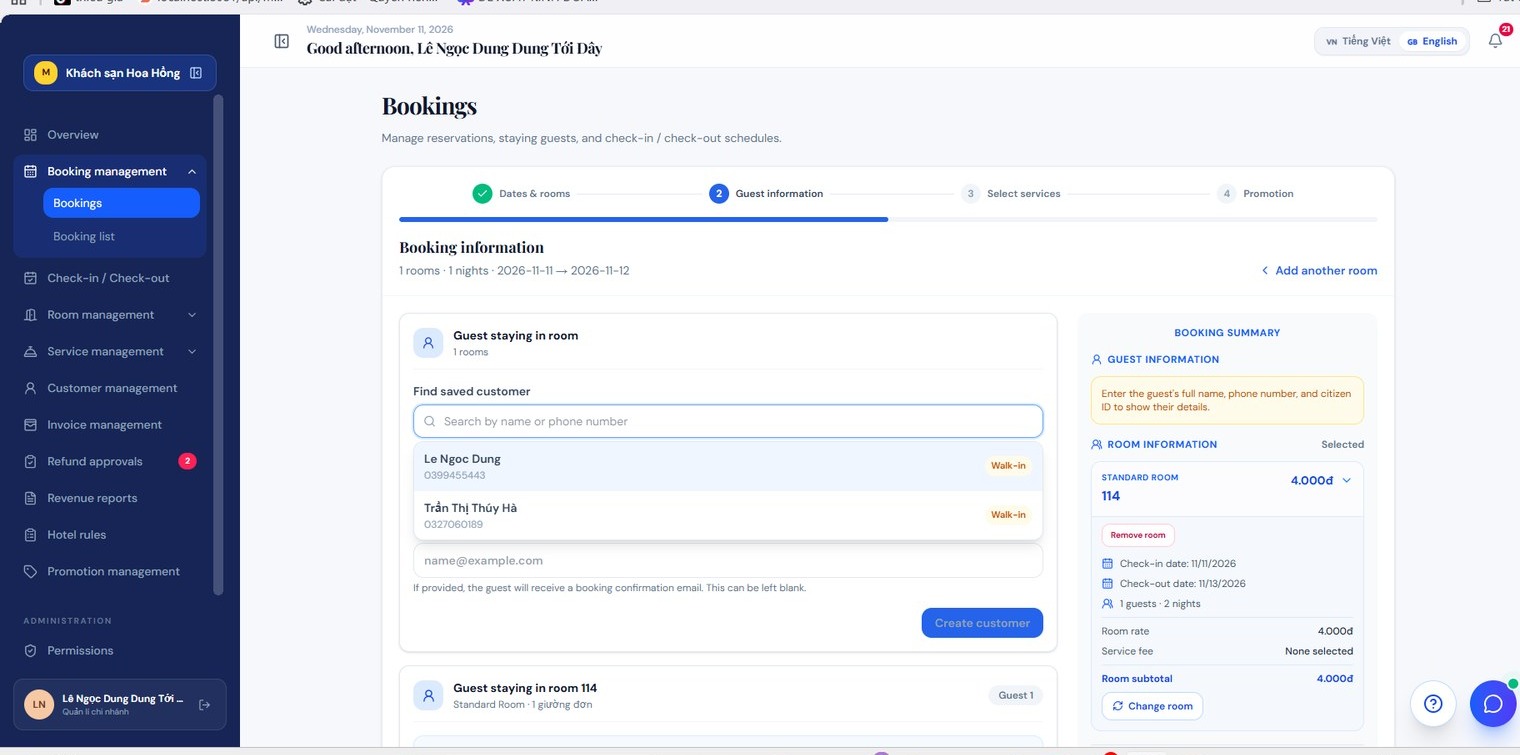 Khách sạn Hoa Hồng
M
Overview
Booking management
Bookings
Booking list
Check-in / Check-out
Room management
Service management
Customer management
Invoice management
Refund approvals
2
Revenue reports
Hotel rules
Promotion management
ADMINISTRATION
Permissions
LN
Lê Ngọc Dung Dung Tới ...
Quản lí chi nhánh
Wednesday, November 11, 2026
Good afternoon, Lê Ngọc Dung Dung Tới Dây
VN Tiếng Việt
GB English
21
Bookings
Manage reservations, staying guests, and check-in / check-out schedules.
Dates & rooms
2 Guest information
3 Select services
4 Promotion
Booking information
1 rooms · 1 nights · 2026-11-11 → 2026-11-12
Add another room
Guest staying in room
1 rooms
Find saved customer
Search by name or phone number
Le Ngoc Dung
0399455443
Walk-in
Trần Thị Thúy Hà
0327060189
Walk-in
name@example.com
If provided, the guest will receive a booking confirmation email. This can be left blank.
Create customer
Guest staying in room 114
Standard Room · 1 giường đơn
Guest 1
BOOKING SUMMARY
GUEST INFORMATION
Enter the guest's full name, phone number, and citizen
ID to show their details.
ROOM INFORMATION
Selected
STANDARD ROOM
114
4.000đ
Remove room
Check-in date: 11/11/2026
Check-out date: 11/13/2026
1 guests · 2 nights
Room rate 4.000đ
Service fee None selected
Room subtotal 4.000đ
Change room